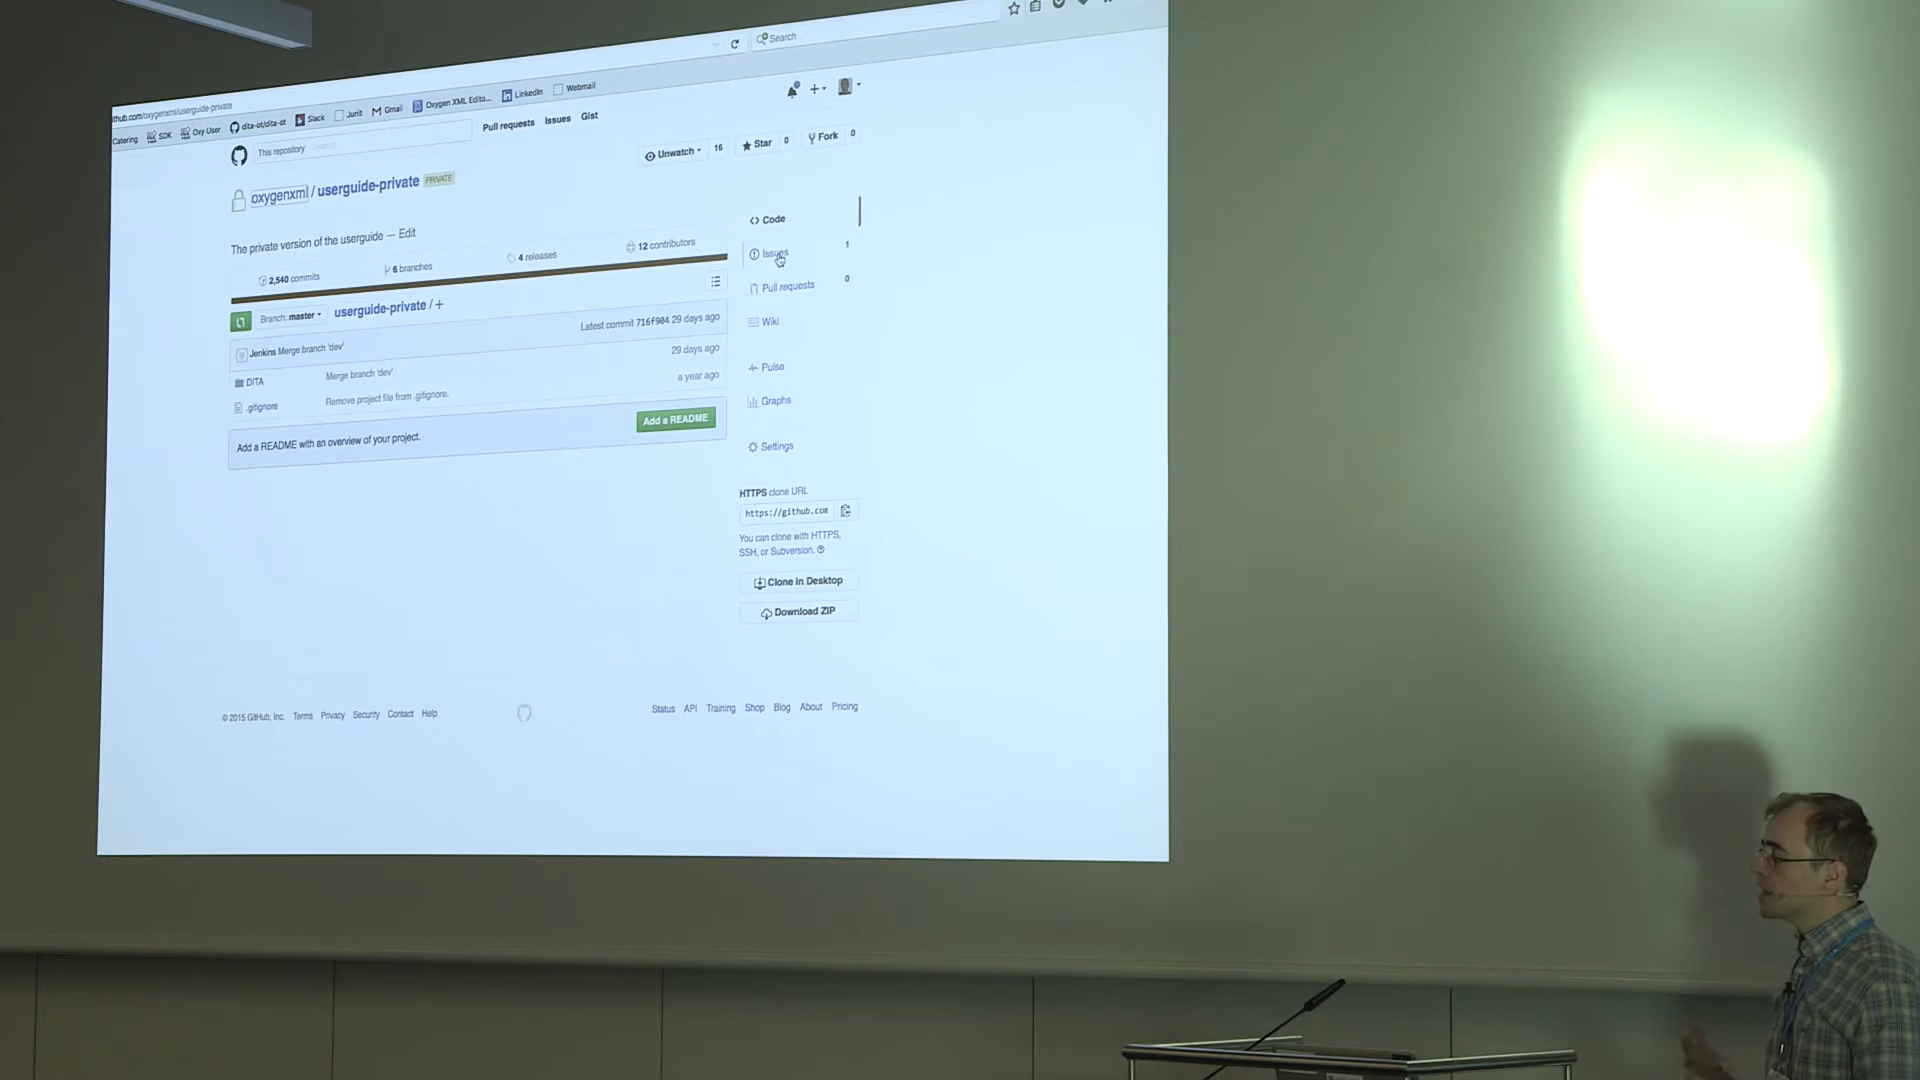 Search
thub.com/oxygenxml/userguide-private
Catering SDK Oxy User dita-ot/dita-ot Slack Junit Gmail Oxygen XML Edito... LinkedIn Webmail
This repository Search Pull requests Issues Gist
Unwatch 16 Star 0 Fork 0
oxygenxml / userguide-private PRIVATE
The private version of the userguide — Edit
2,540 commits 6 branches 4 releases 12 contributors
Branch: master userguide-private / +
Jenkins Merge branch 'dev' Latest commit 716f904 29 days ago
DITA Merge branch 'dev' 29 days ago
.gitignore Remove project file from .gitignore. a year ago
Add a README with an overview of your project. Add a README
Code
Issues 1
Pull requests 0
Wiki
Pulse
Graphs
Settings
HTTPS clone URL
https://github.com
You can clone with HTTPS,
SSH, or Subversion.
Clone in Desktop
Download ZIP
© 2015 GitHub, Inc. Terms Privacy Security Contact Help Status API Training Shop Blog About Pricing